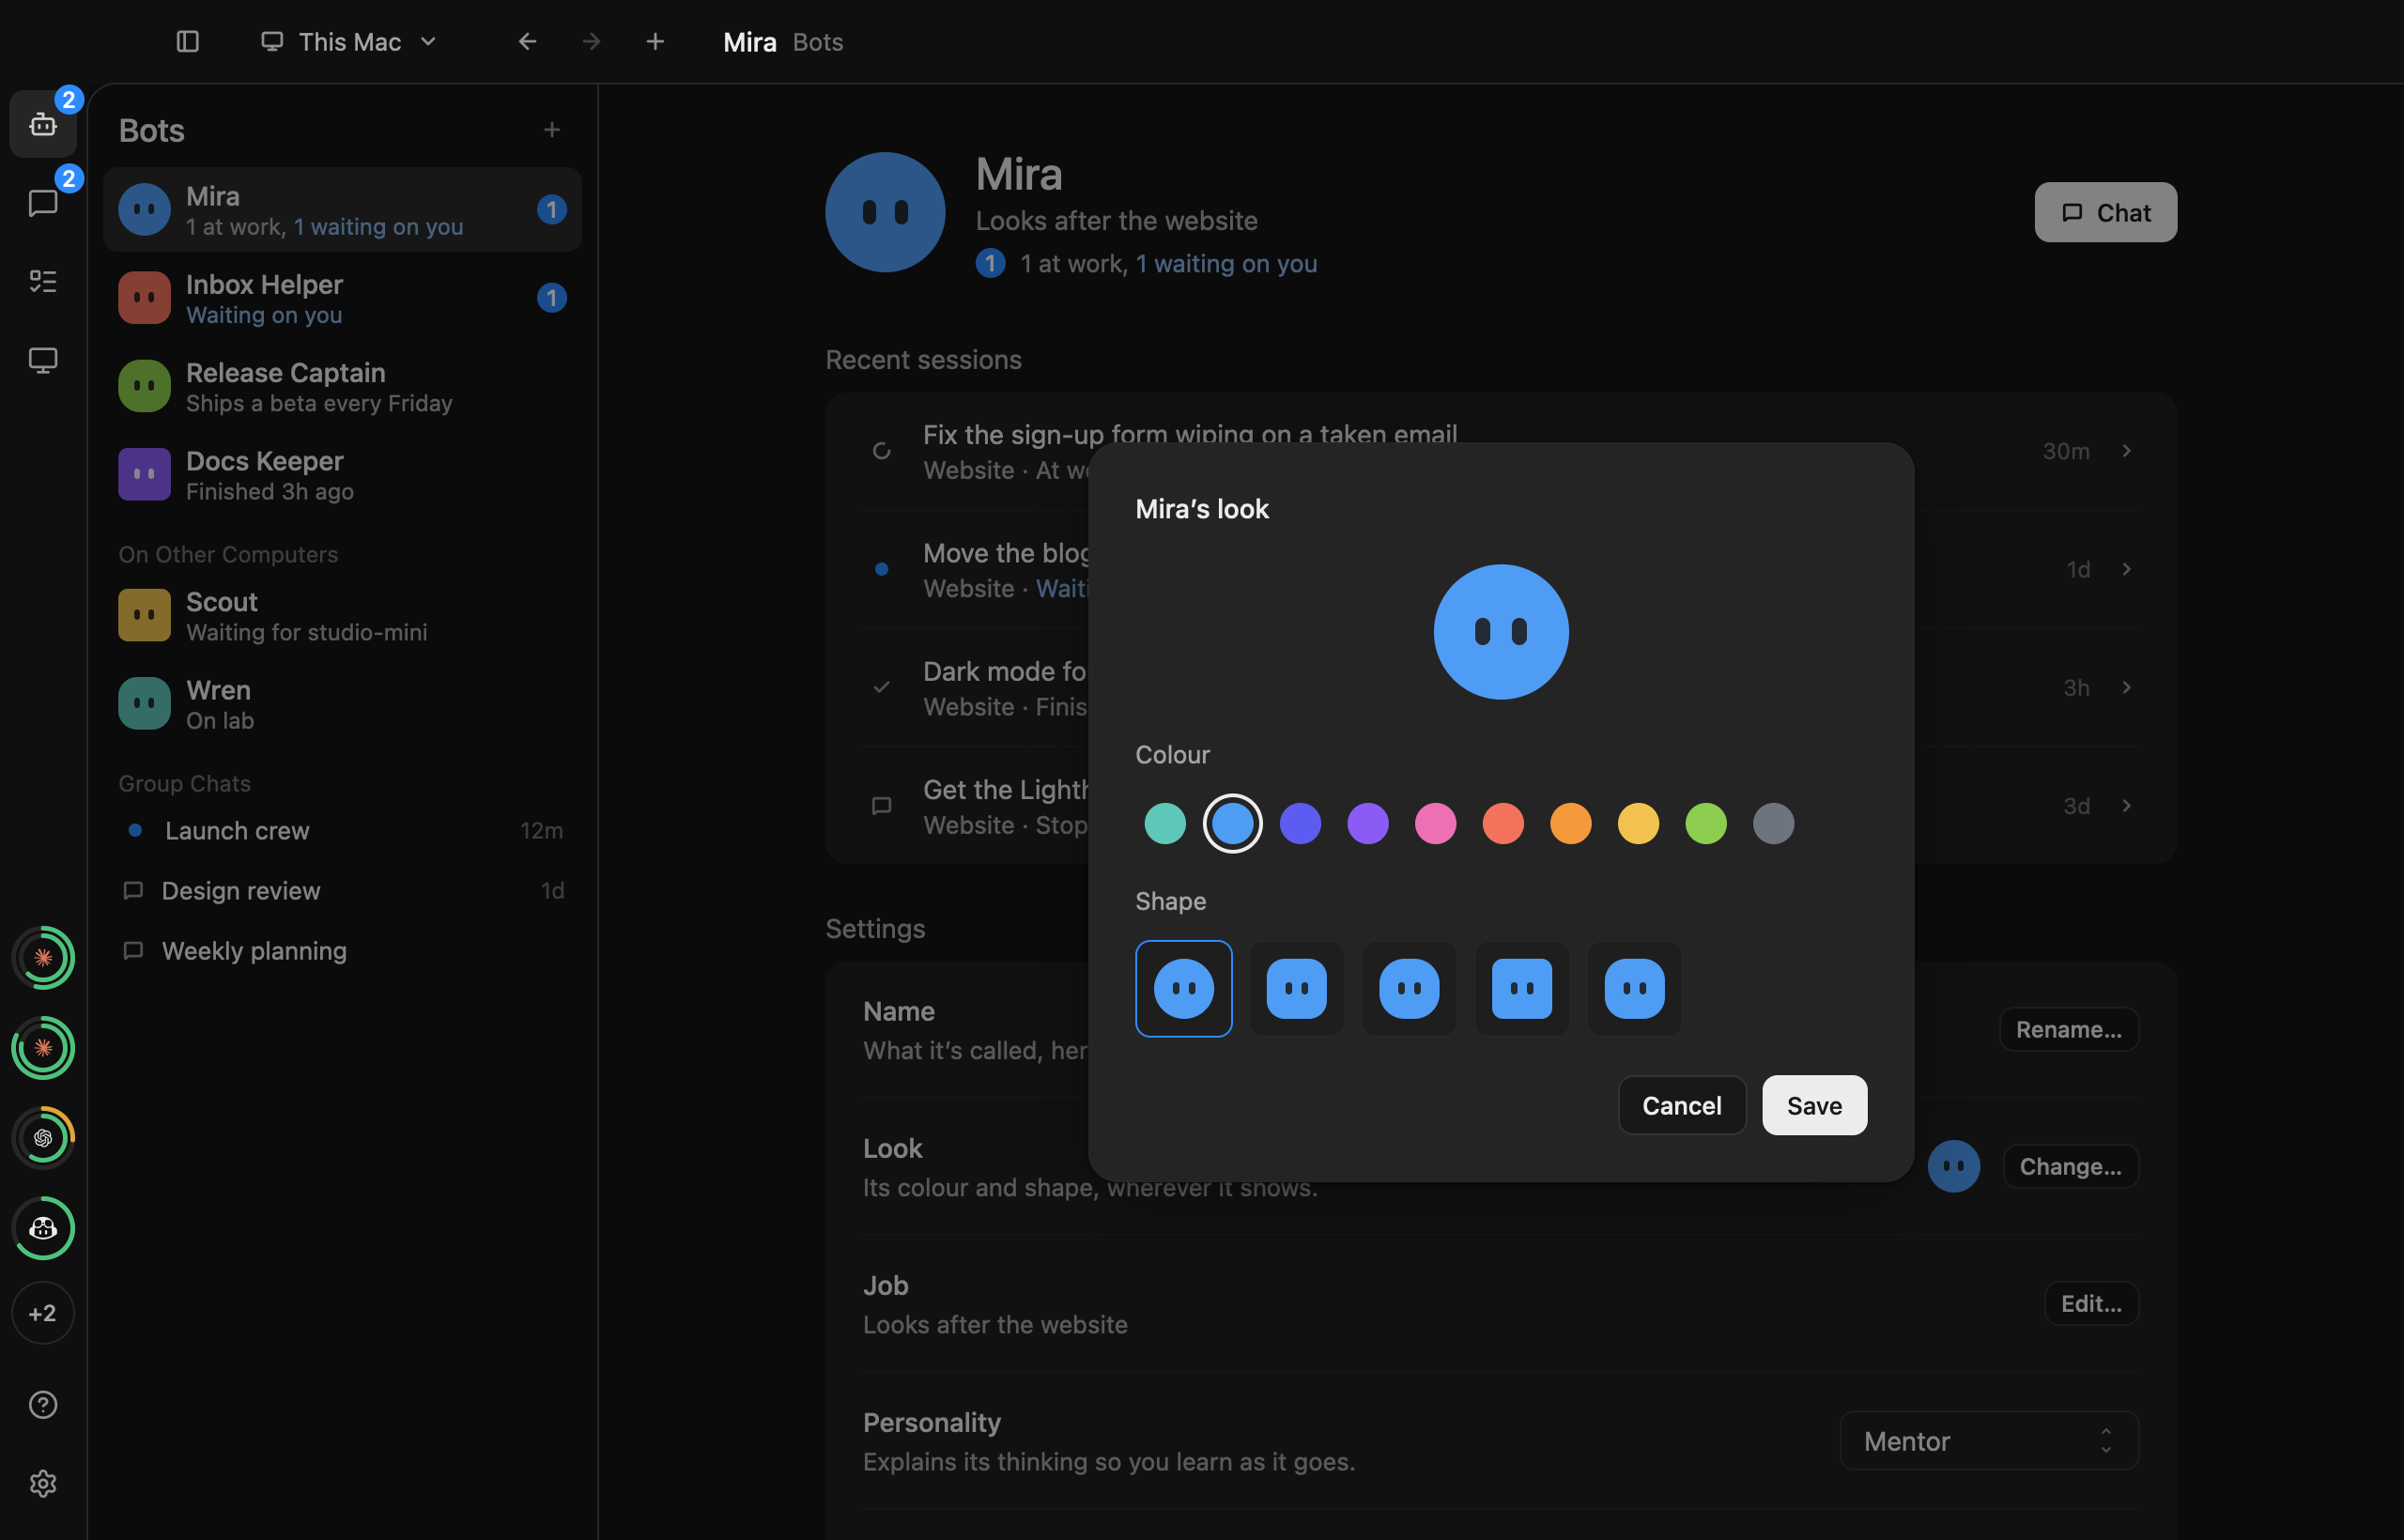 This Mac
Mira Bots
2
2
Bots
Mira
1 at work, 1 waiting on you
1
Inbox Helper
Waiting on you
1
Release Captain
Ships a beta every Friday
Docs Keeper
Finished 3h ago
On Other Computers
Scout
Waiting for studio-mini
Wren
On lab
Group Chats
Launch crew 12m
Design review 1d
Weekly planning
+2
Mira
Looks after the website
1 1 at work, 1 waiting on you
Chat
Recent sessions
Fix the sign-up form wiping on a taken email
Website · At
30m
Move the blog
Website ·
1d
Dark mode
Website ·
3h
Get the
Website ·
3d
Settings
Name
What it’s called,
Rename...
Look
Its colour and shape, wherever it shows.
Change...
Job
Looks after the website
Edit...
Personality
Explains its thinking so you learn as it goes.
Mentor
Mira’s look
Colour
Shape
Cancel
Save